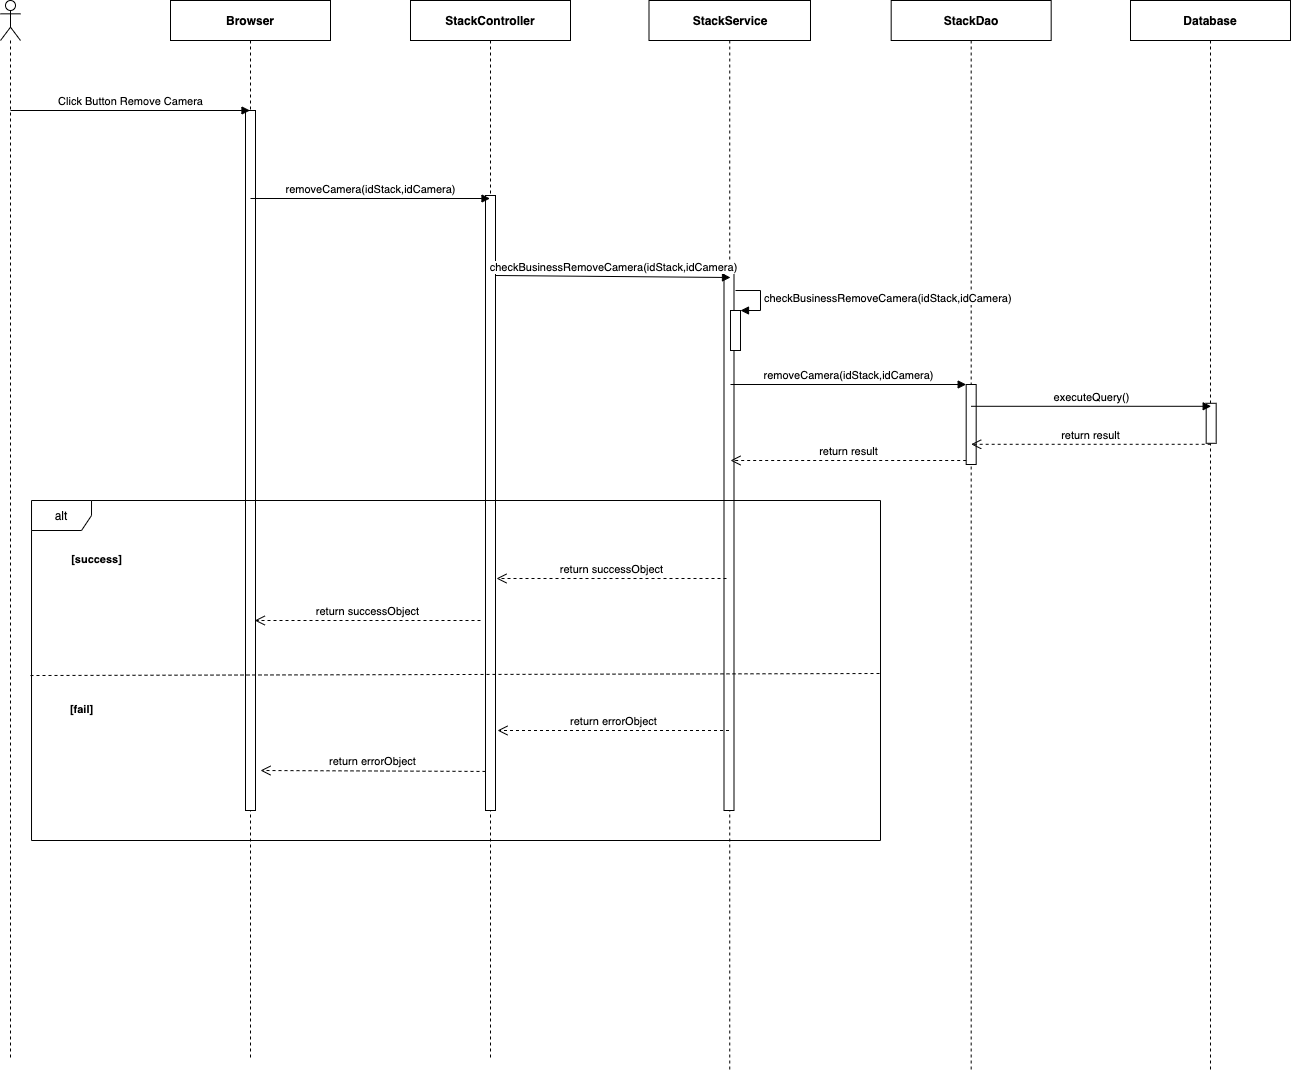 Browser
StackController
StackService
StackDao
Database
Click Button Remove Camera
removeCamera(idStack,idCamera)
checkBusinessRemoveCamera(idStack,idCamera)
checkBusinessRemoveCamera(idStack,idCamera)
removeCamera(idStack,idCamera)
executeQuery()
return result
return result
alt
[success]
return successObject
return successObject
[fail]
return errorObject
return errorObject